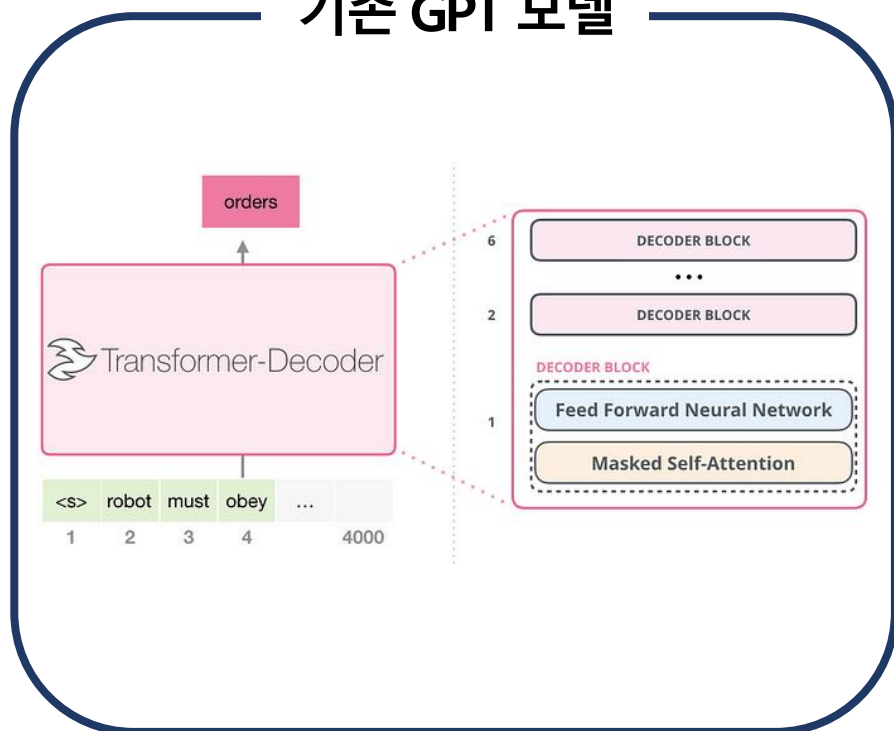 기존 GPT 모델
orders
Transformer-Decoder
<s> robot must obey ...
1 2 3 4 4000
6 DECODER BLOCK
...
2 DECODER BLOCK
DECODER BLOCK
1
Feed Forward Neural Network
Masked Self-Attention